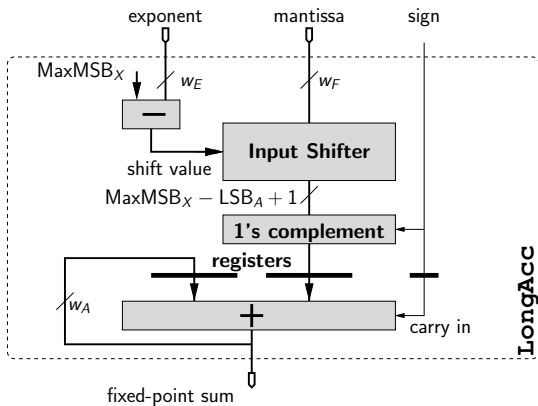 exponent mantissa sign
MaxMSB_X w_E w_F
−
Input Shifter
shift value
MaxMSB_X − LSB_A + 1
1's complement
registers
w_A
+
carry in
LongAcc
fixed-point sum